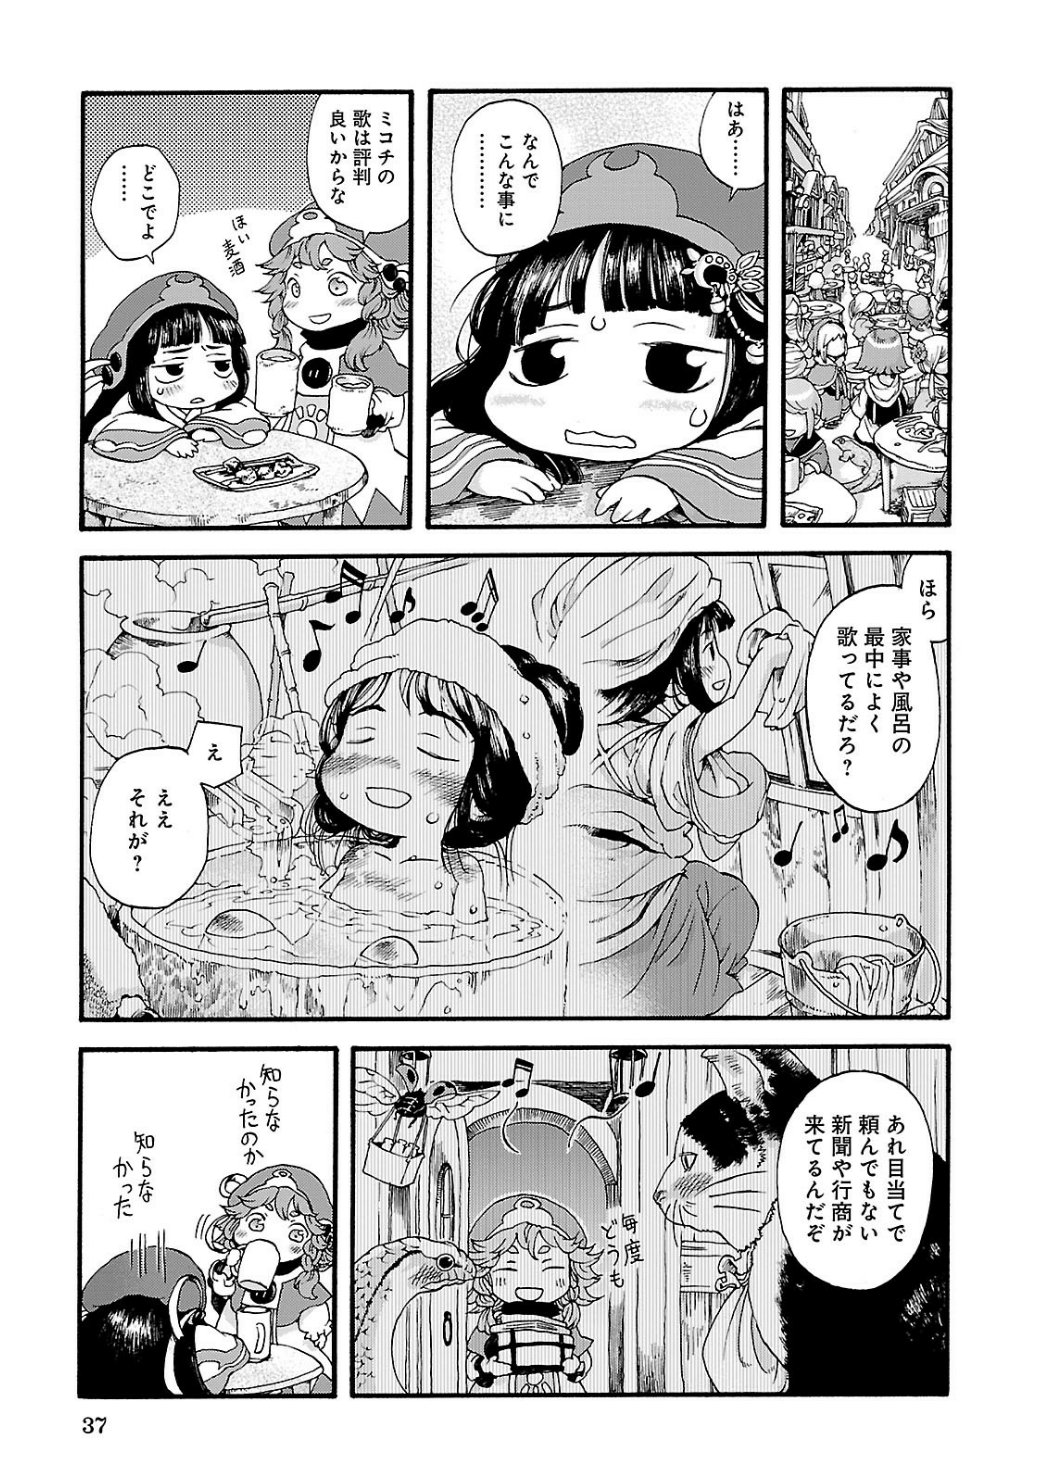 はあ……
なんで
こんな事に
………
ミコチの
歌は評判
良いからな
ほい
麦酒
どこでよ
……
ほら
家事や風呂の
最中によく
歌ってるだろ?
え
ええ
それが?
あれ目当てで
頼んでもない
新聞や行商が
来てるんだぞ
毎度
どうも
知らな
かったのか
知らな
かった
37